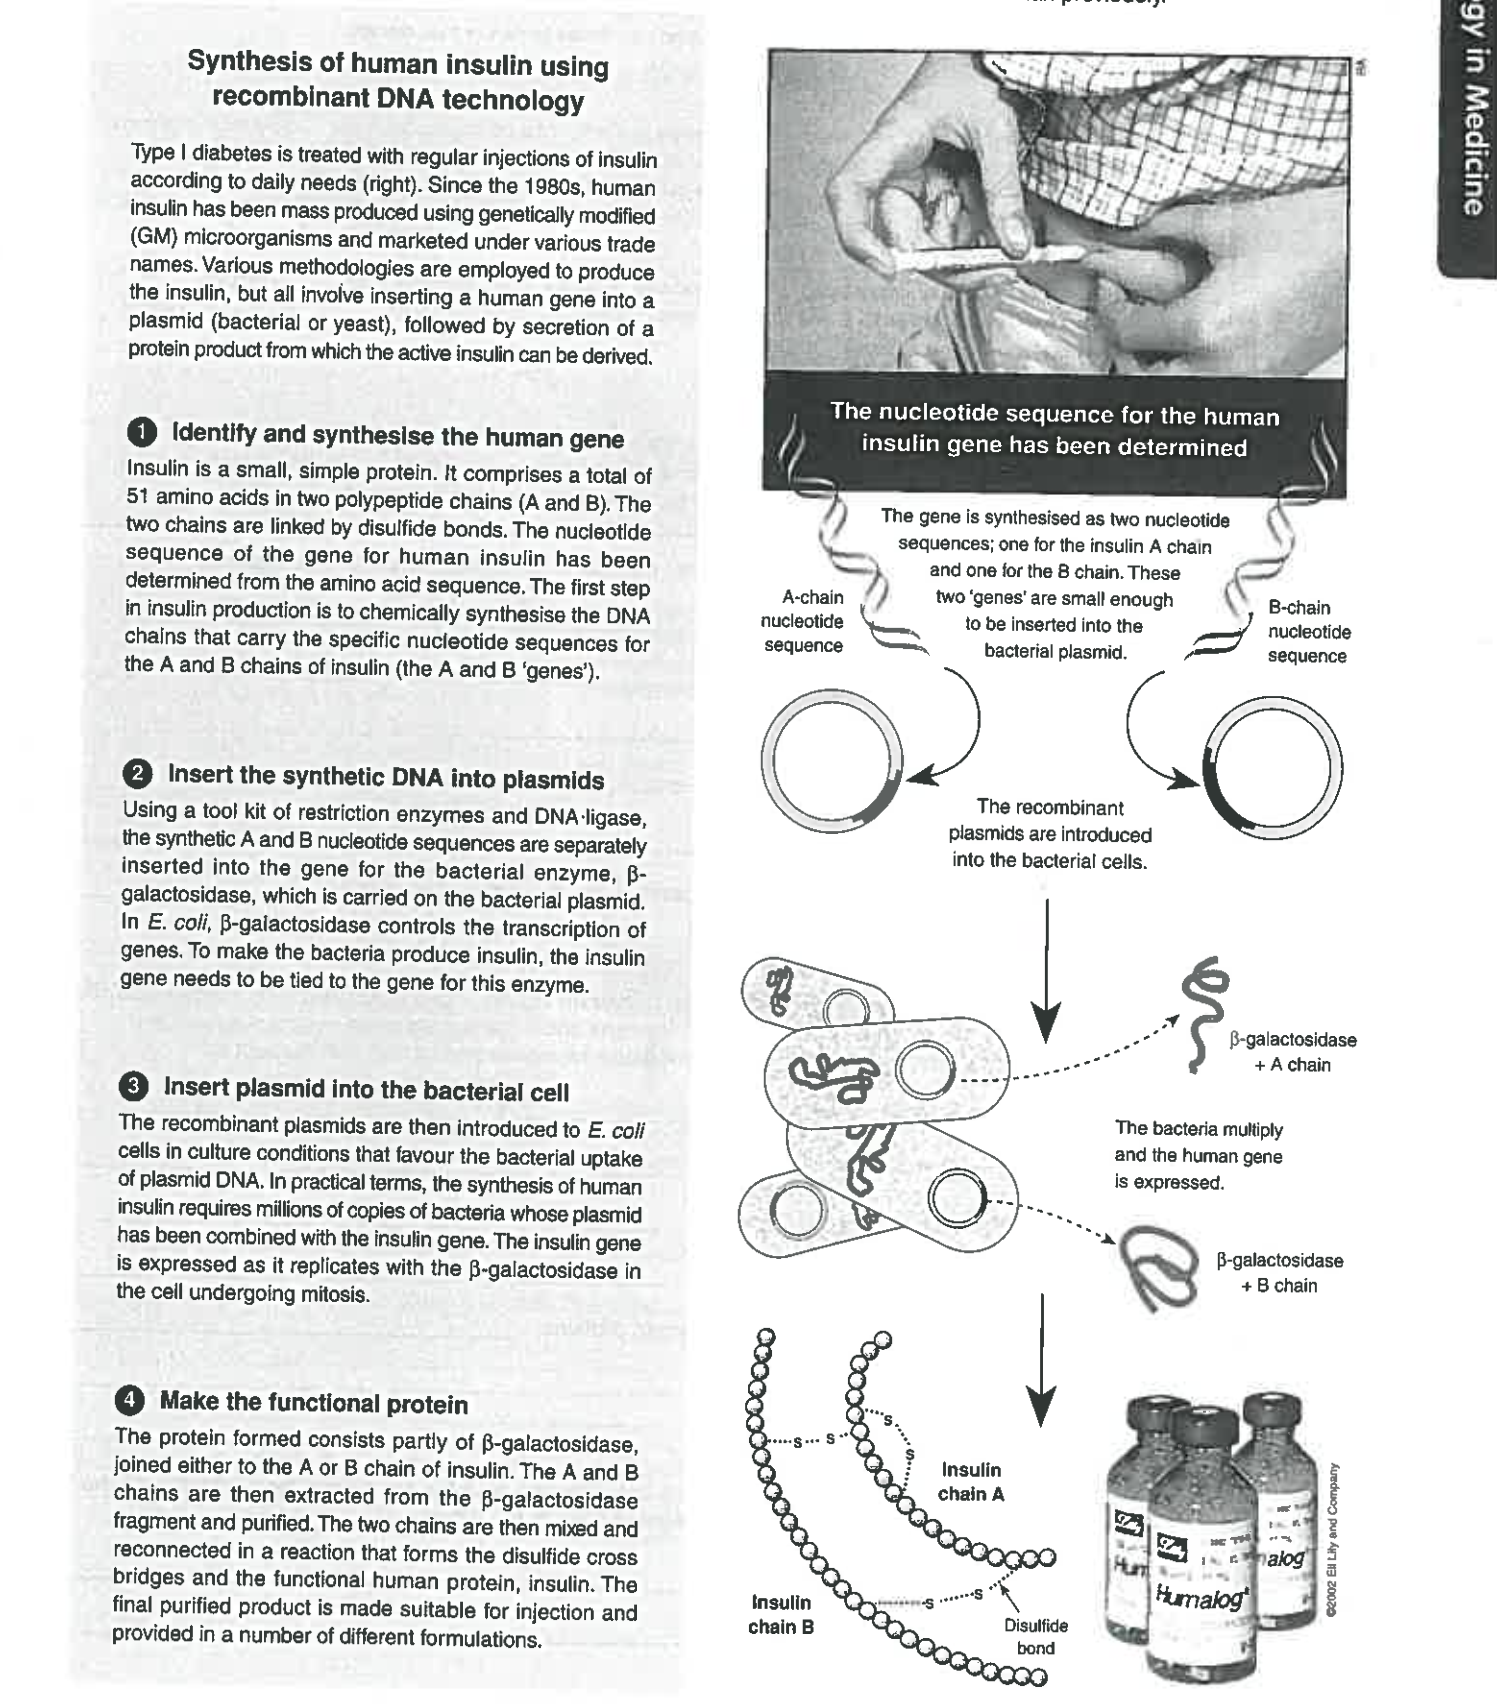 Synthesis of human insulin using
recombinant DNA technology
Type I diabetes is treated with regular injections of insulin
according to daily needs (right). Since the 1980s, human
insulin has been mass produced using genetically modified
(GM) microorganisms and marketed under various trade
names. Various methodologies are employed to produce
the insulin, but all involve inserting a human gene into a
plasmid (bacterial or yeast), followed by secretion of a
protein product from which the active insulin can be derived.
1 Identify and synthesise the human gene
Insulin is a small, simple protein. It comprises a total of
51 amino acids in two polypeptide chains (A and B). The
two chains are linked by disulfide bonds. The nucleotide
sequence of the gene for human insulin has been
determined from the amino acid sequence. The first step
in insulin production is to chemically synthesise the DNA
chains that carry the specific nucleotide sequences for
the A and B chains of insulin (the A and B 'genes').
2 Insert the synthetic DNA into plasmids
Using a tool kit of restriction enzymes and DNA ligase,
the synthetic A and B nucleotide sequences are separately
inserted into the gene for the bacterial enzyme, β-
galactosidase, which is carried on the bacterial plasmid.
In E. coli, β-galactosidase controls the transcription of
genes. To make the bacteria produce insulin, the insulin
gene needs to be tied to the gene for this enzyme.
3 Insert plasmid into the bacterial cell
The recombinant plasmids are then introduced to E. coli
cells in culture conditions that favour the bacterial uptake
of plasmid DNA. In practical terms, the synthesis of human
insulin requires millions of copies of bacteria whose plasmid
has been combined with the insulin gene. The insulin gene
is expressed as it replicates with the β-galactosidase in
the cell undergoing mitosis.
4 Make the functional protein
The protein formed consists partly of β-galactosidase,
joined either to the A or B chain of insulin. The A and B
chains are then extracted from the β-galactosidase
fragment and purified. The two chains are then mixed and
reconnected in a reaction that forms the disulfide cross
bridges and the functional human protein, insulin. The
final purified product is made suitable for injection and
provided in a number of different formulations.
previously.
gy in Medicine
The nucleotide sequence for the human
insulin gene has been determined
The gene is synthesised as two nucleotide
sequences; one for the insulin A chain
and one for the B chain. These
two 'genes' are small enough
to be inserted into the
bacterial plasmid.
A-chain
nucleotide
sequence
B-chain
nucleotide
sequence
The recombinant
plasmids are introduced
into the bacterial cells.
β-galactosidase
+ A chain
The bacteria multiply
and the human gene
is expressed.
β-galactosidase
+ B chain
S
S
S
S
Insulin
chain A
S
S
Insulin
chain B
Disulfide
bond
Humalog
alog
Hum
©2002 Eli Lily and Company